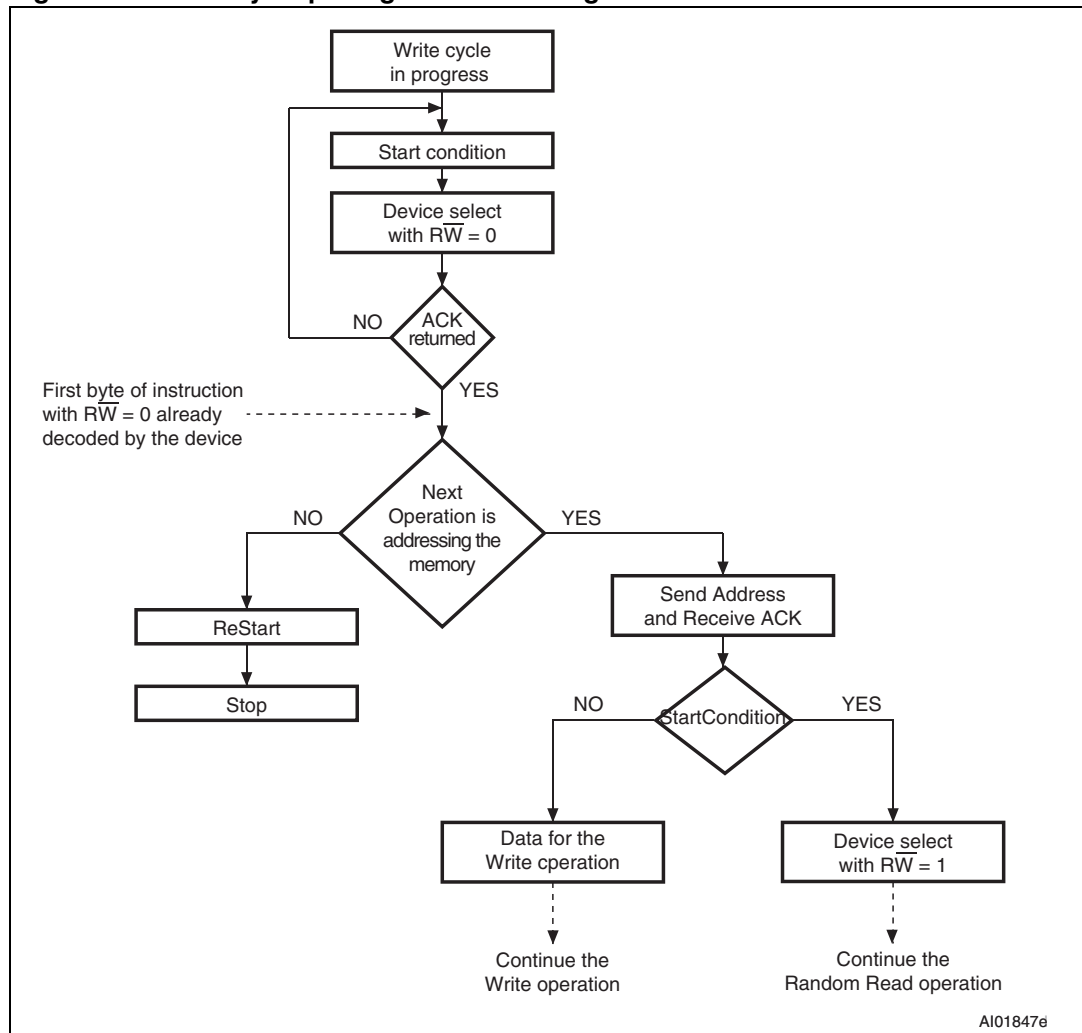 Write cycle
in progress
Start condition
Device select
with RW̅ = 0
ACK
returned
NO
YES
First byte of instruction
with RW̅ = 0 already
decoded by the device
Next
Operation is
addressing the
memory
NO
YES
Send Address
and Receive ACK
ReStart
Stop
StartCondition
NO
YES
Data for the
Write cperation
Device select
with RW̅ = 1
Continue the
Write operation
Continue the
Random Read operation
AI01847e